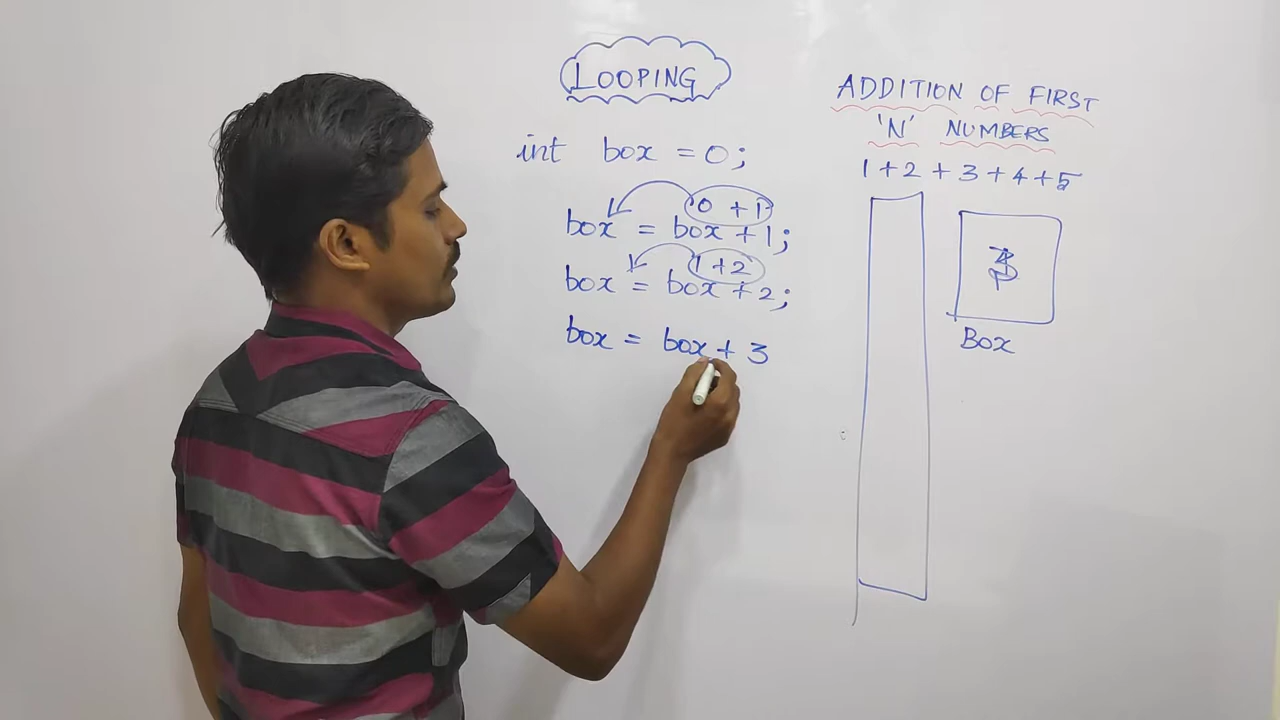 LOOPING
int box = 0;
0 + 1
box = box + 1;
1 + 2
box = box + 2;
box = box + 3
ADDITION OF FIRST
'N' NUMBERS
1 + 2 + 3 + 4 + 5
Box